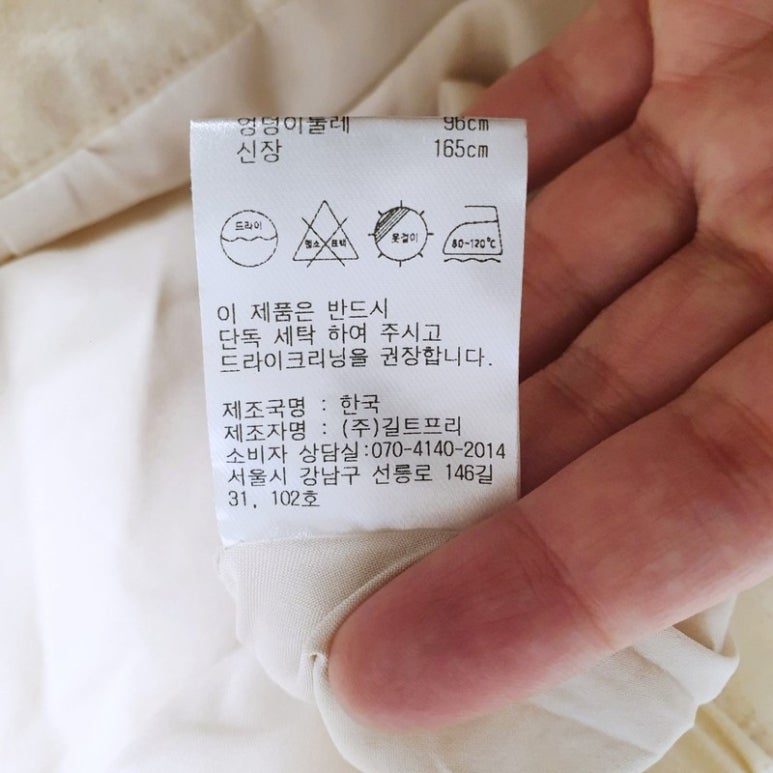 엉덩이둘레 96cm
신장 165cm
드라이 염소 표백 옷걸이 80~120℃
이 제품은 반드시
단독 세탁 하여 주시고
드라이크리닝을 권장합니다.
제조국명 : 한국
제조자명 : (주)길트프리
소비자 상담실:070-4140-2014
서울시 강남구 선릉로 146길
31, 102호